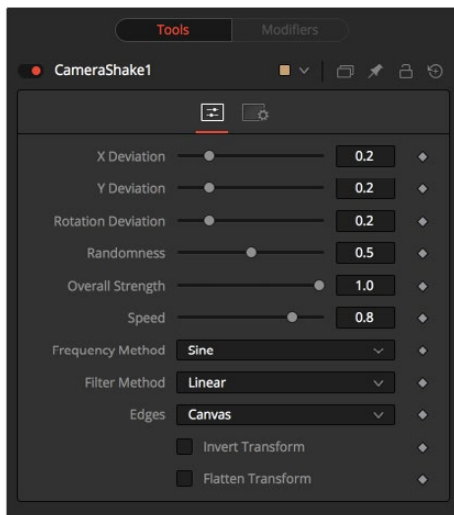 Tools Modifiers
CameraShake1
X Deviation 0.2
Y Deviation 0.2
Rotation Deviation 0.2
Randomness 0.5
Overall Strength 1.0
Speed 0.8
Frequency Method Sine
Filter Method Linear
Edges Canvas
Invert Transform
Flatten Transform